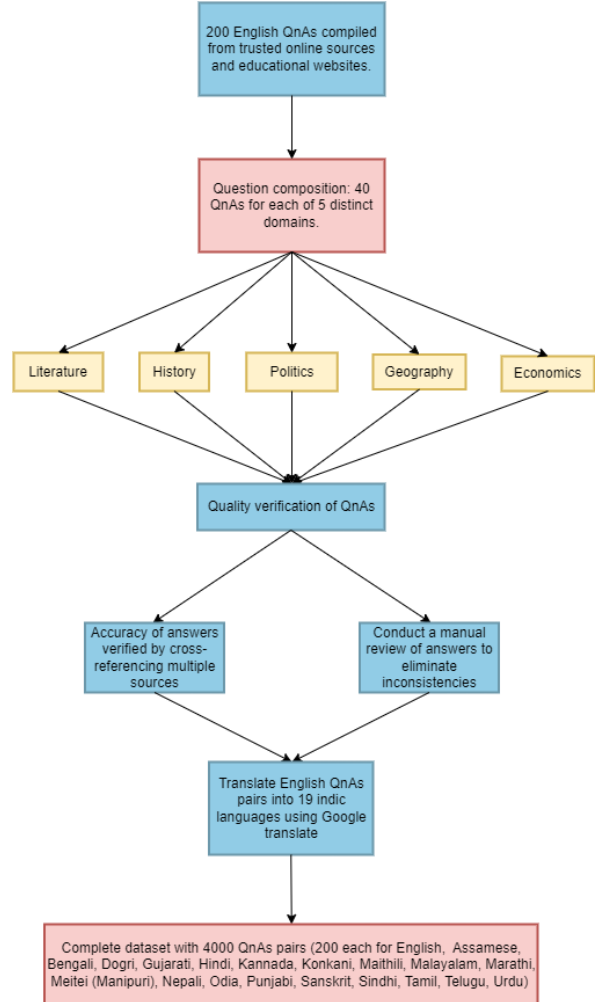 200 English QnAs compiled
from trusted online sources
and educational websites.
Question composition: 40
QnAs for each of 5 distinct
domains.
Literature
History
Politics
Geography
Economics
Quality verification of QnAs
Accuracy of answers
verified by cross-
referencing multiple
sources
Conduct a manual
review of answers to
eliminate
inconsistencies
Translate English QnAs
pairs into 19 indic
languages using Google
translate
Complete dataset with 4000 QnAs pairs (200 each for English, Assamese,
Bengali, Dogri, Gujarati, Hindi, Kannada, Konkani, Maithili, Malayalam, Marathi,
Meitei (Manipuri), Nepali, Odia, Punjabi, Sanskrit, Sindhi, Tamil, Telugu, Urdu)